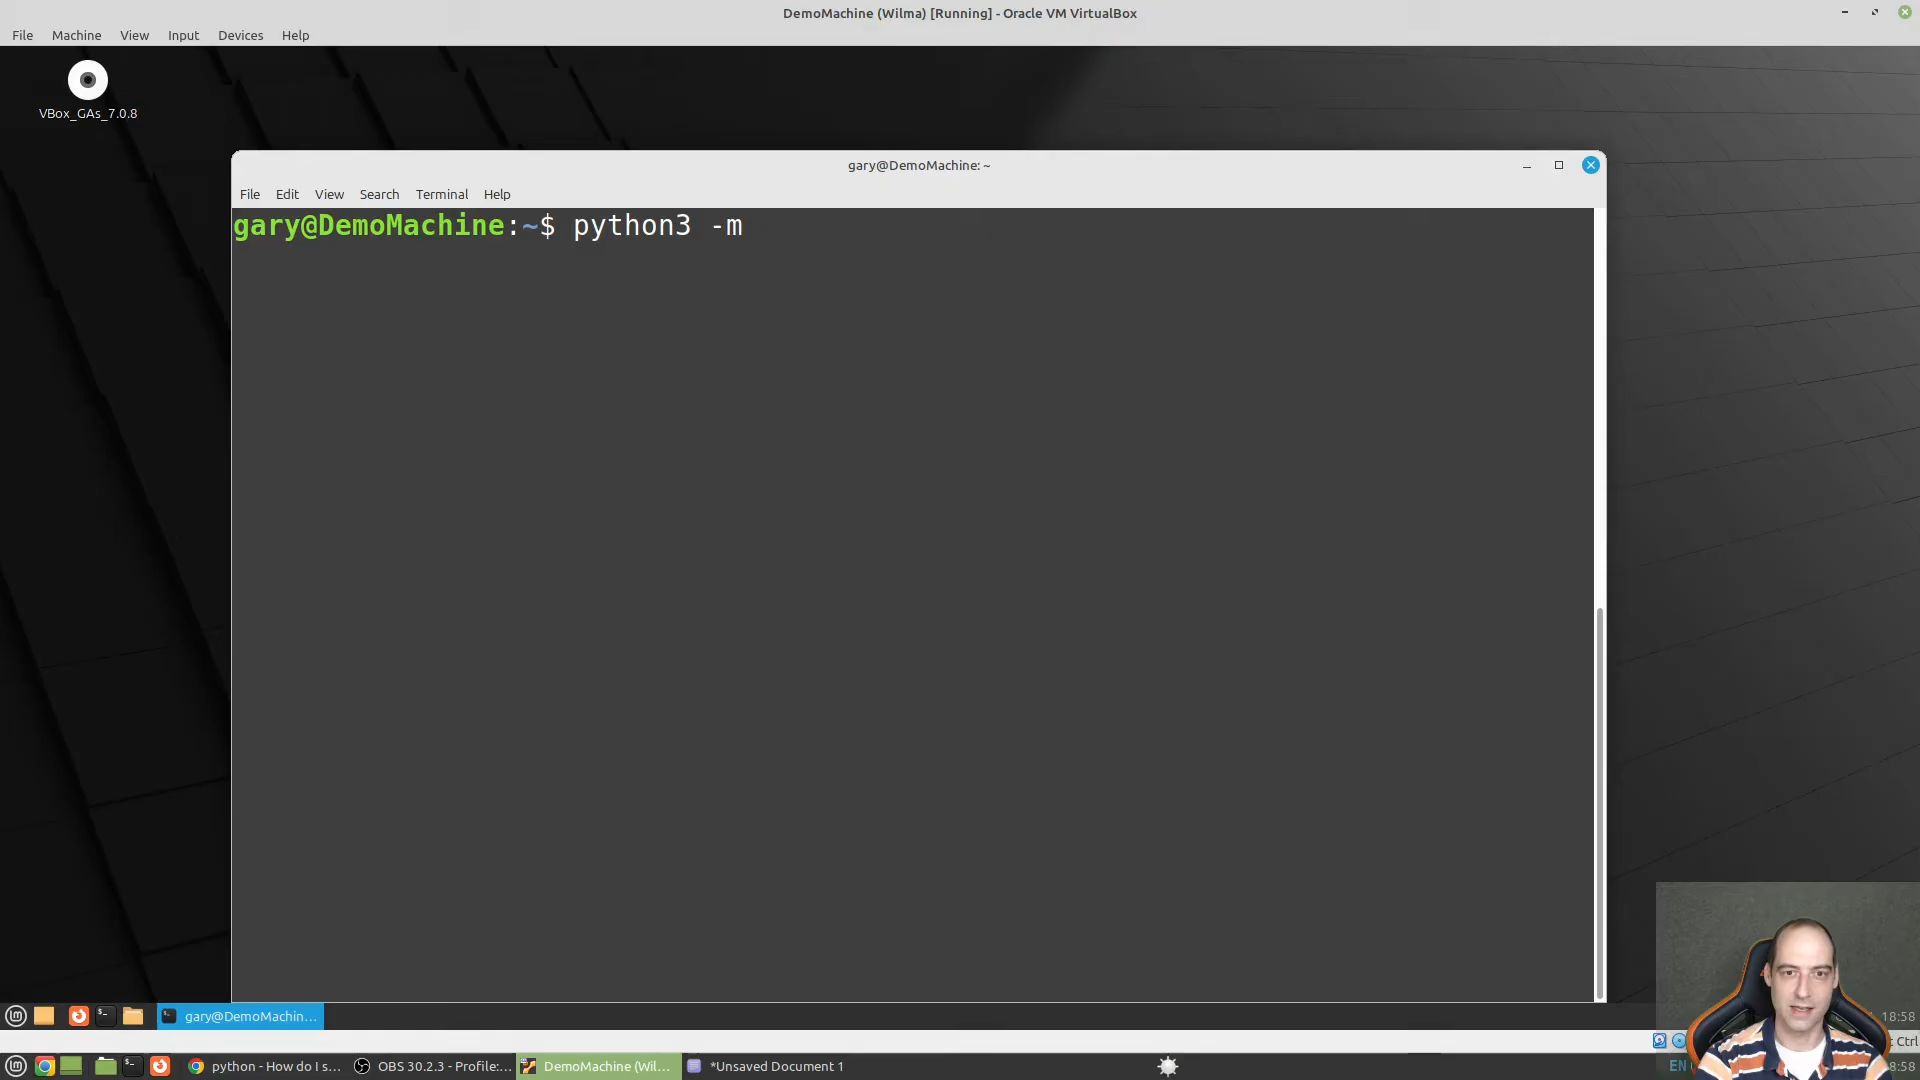 DemoMachine (Wilma) [Running] - Oracle VM VirtualBox
File Machine View Input Devices Help
VBox_GAs_7.0.8
gary@DemoMachine: ~
File Edit View Search Terminal Help
gary@DemoMachine:~$ python3 -m
gary@DemoMachin...
18:58
Ctrl
python - How do I s...
OBS 30.2.3 - Profile:...
DemoMachine (Wil...
*Unsaved Document 1
EN
8:58